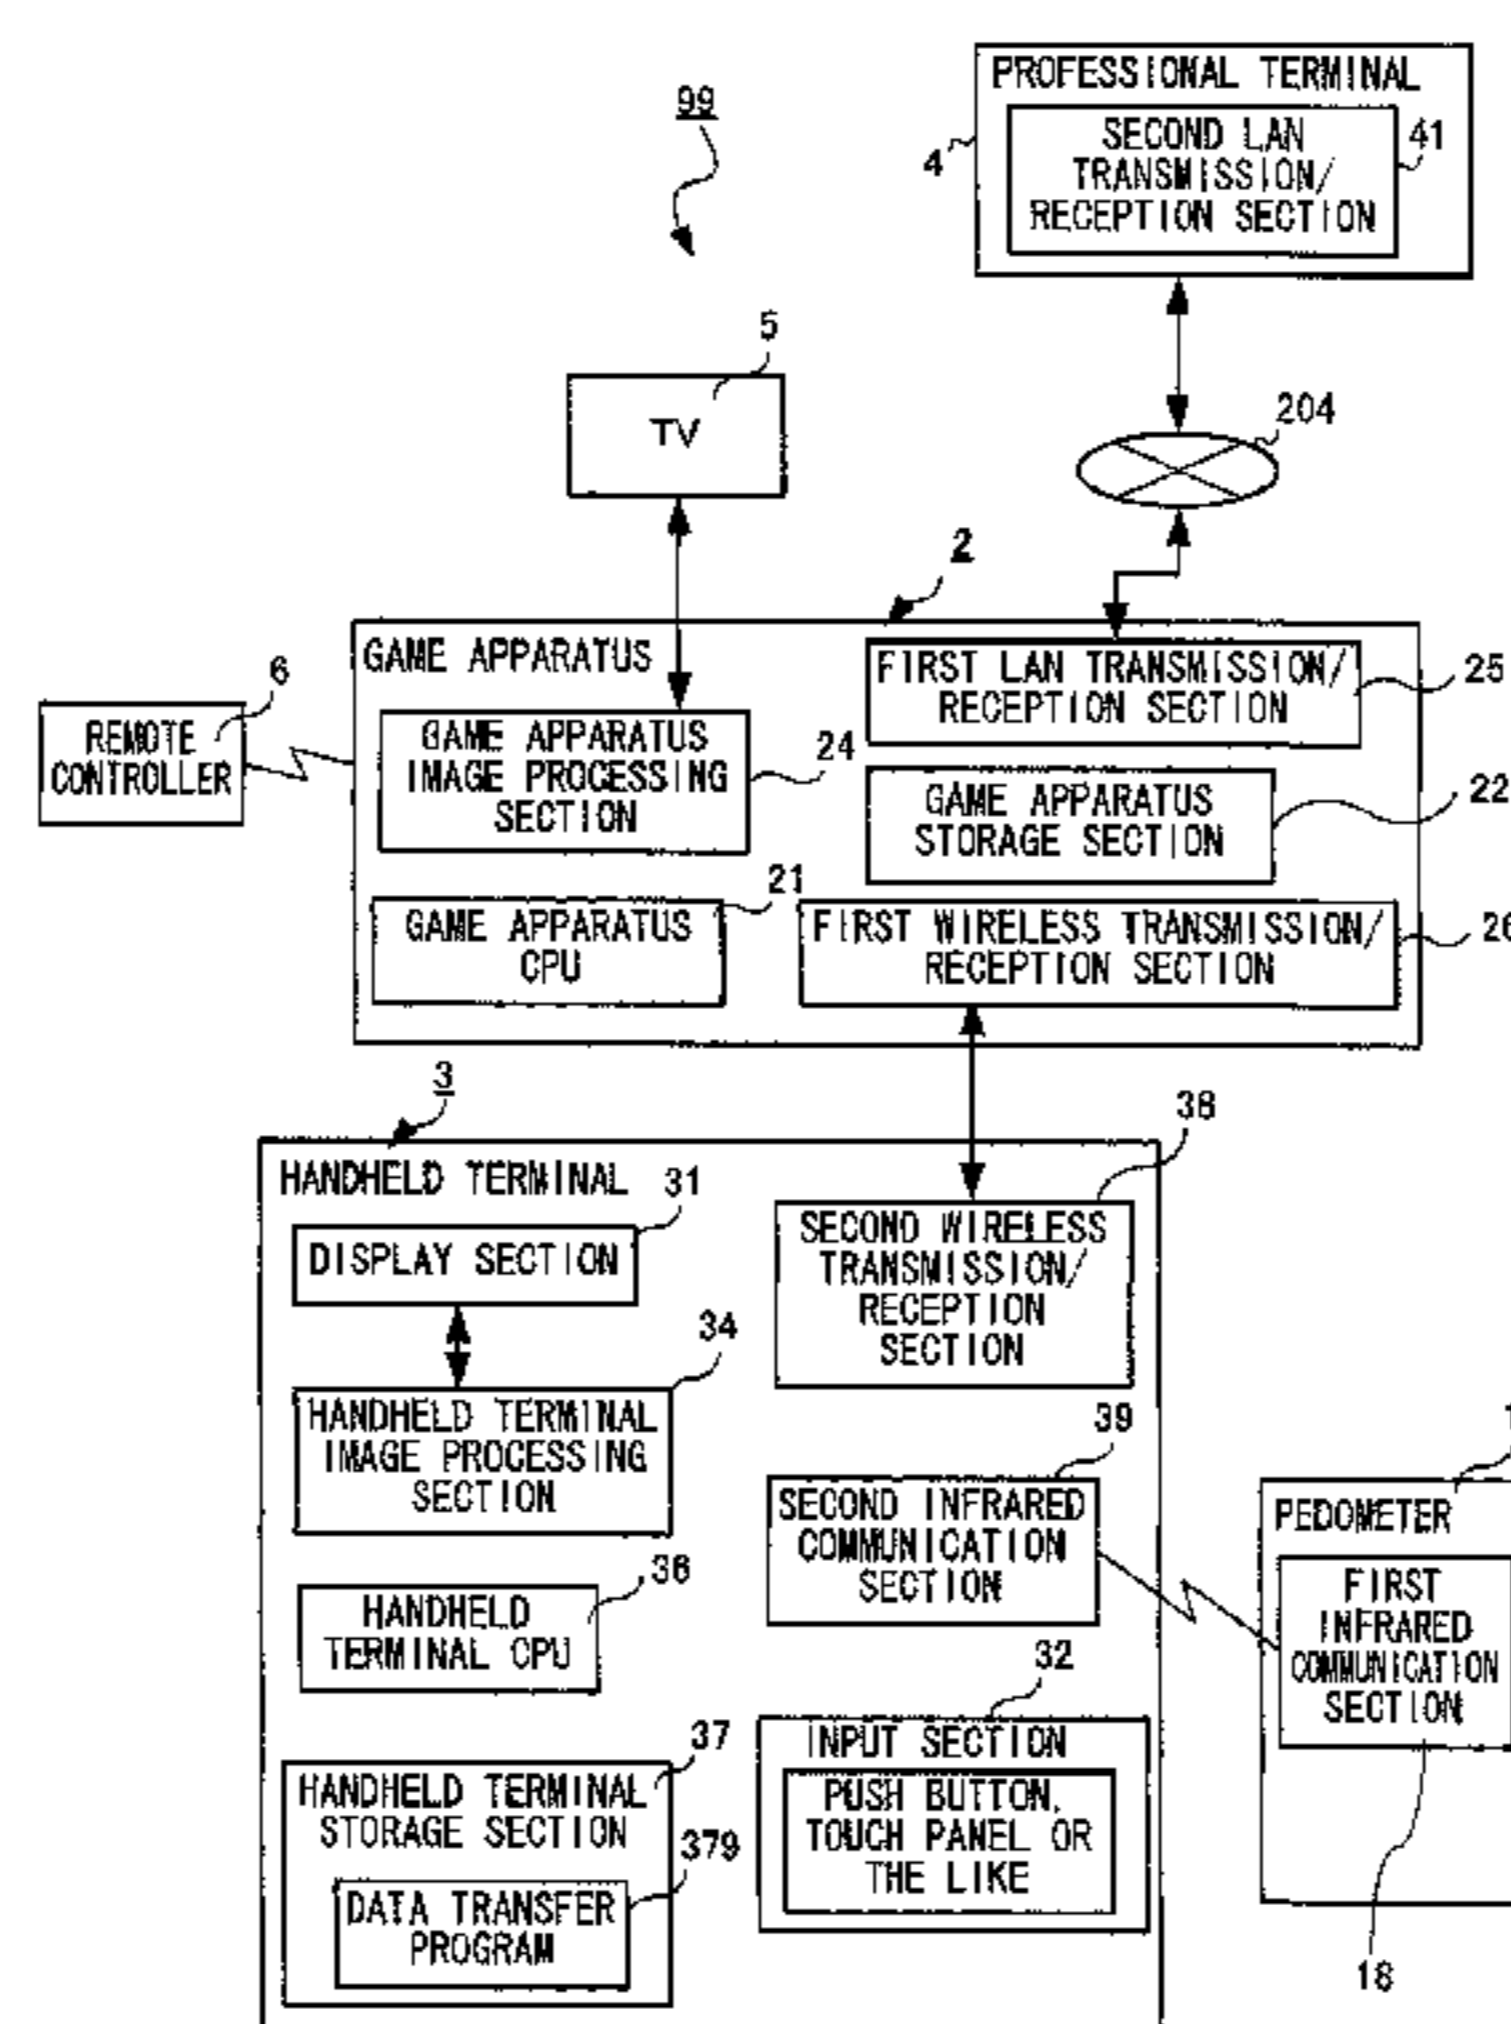 99
PROFESSIONAL TERMINAL
4
SECOND LAN
TRANSMISSION/
RECEPTION SECTION
41
5
TV
204
2
GAME APPARATUS
FIRST LAN TRANSMISSION/
RECEPTION SECTION
25
6
REMOTE
CONTROLLER
GAME APPARATUS
IMAGE PROCESSING
SECTION
24
GAME APPARATUS
STORAGE SECTION
22
21
GAME APPARATUS
CPU
FIRST WIRELESS TRANSMISSION/
RECEPTION SECTION
26
3
HANDHELD TERMINAL
31
DISPLAY SECTION
38
SECOND WIRELESS
TRANSMISSION/
RECEPTION
SECTION
34
HANDHELD TERMINAL
IMAGE PROCESSING
SECTION
39
SECOND INFRARED
COMMUNICATION
SECTION
PEDOMETER
FIRST
INFRARED
COMMUNICATION
SECTION
18
36
HANDHELD
TERMINAL CPU
32
INPUT SECTION
PUSH BUTTON,
TOUCH PANEL OR
THE LIKE
37
HANDHELD TERMINAL
STORAGE SECTION
379
DATA TRANSFER
PROGRAM